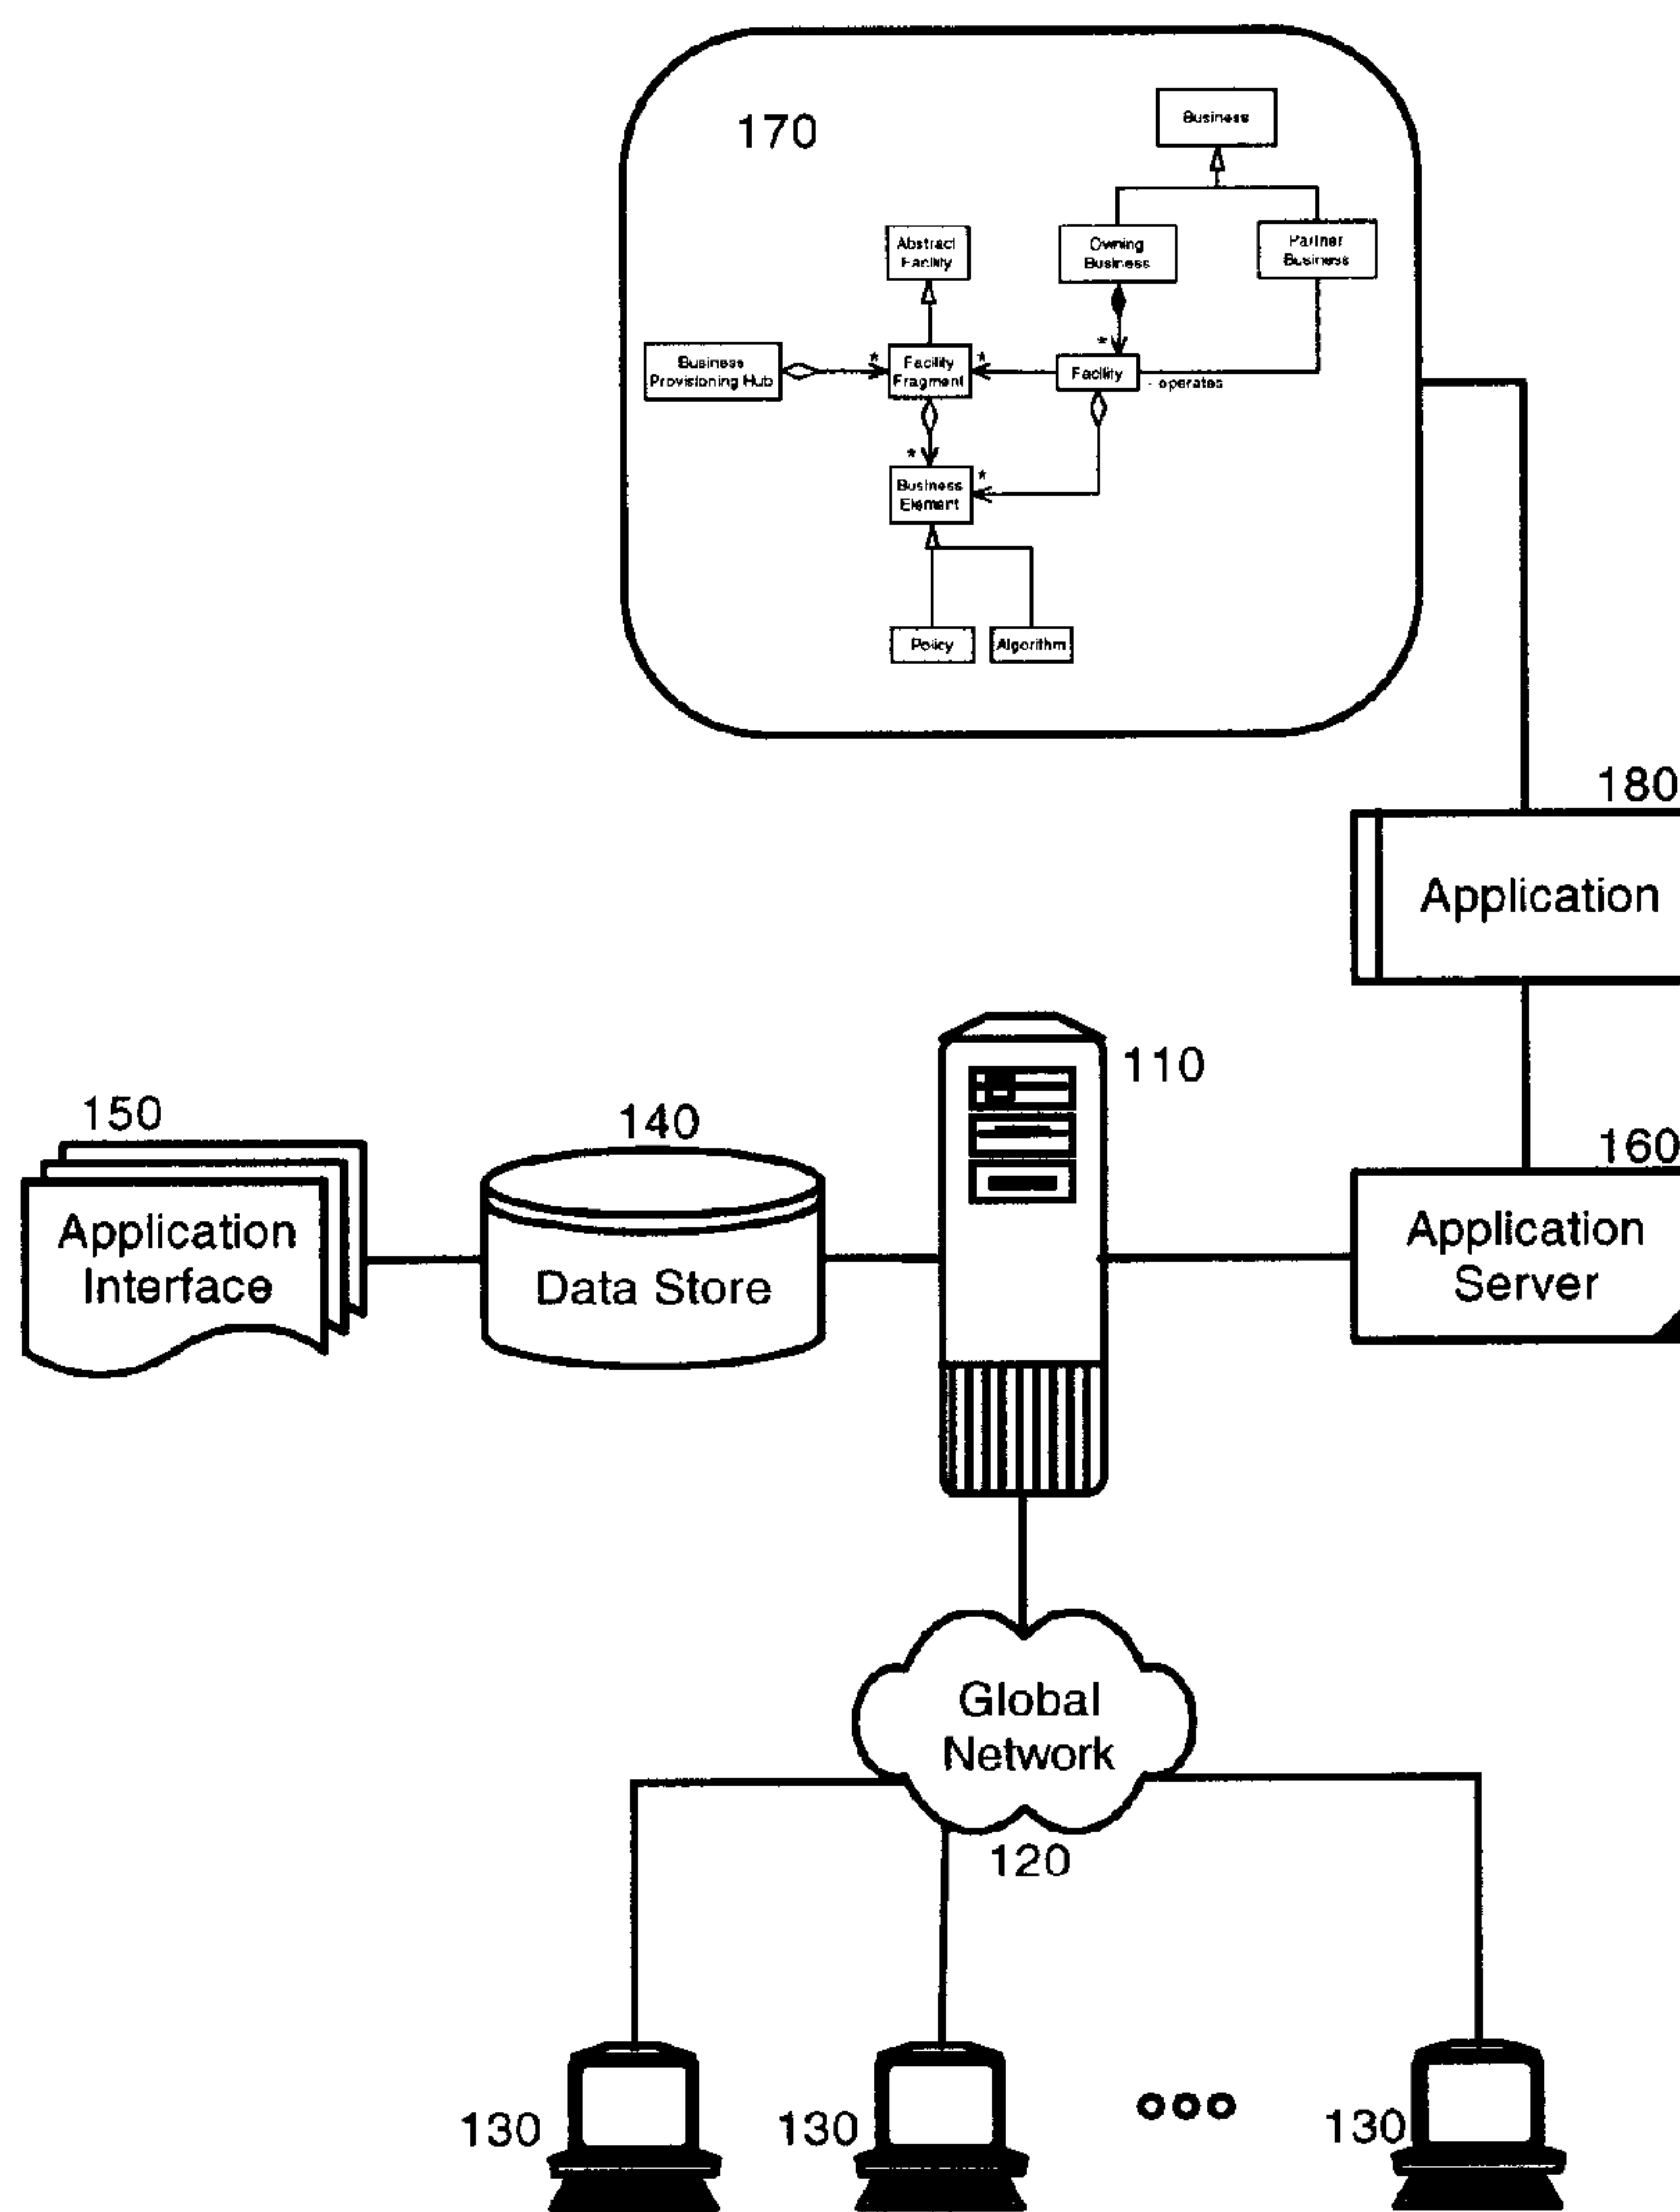 170
Business
Abstract
Facility
Owning
Business
Partner
Business
Business
Provisioning Hub
*
Facility
Fragment
*
*
Facility
- operates
*
Business
Element
*
Policy
Algorithm
180
Application
110
150
Application
Interface
140
Data Store
160
Application
Server
Global
Network
120
130
130
130